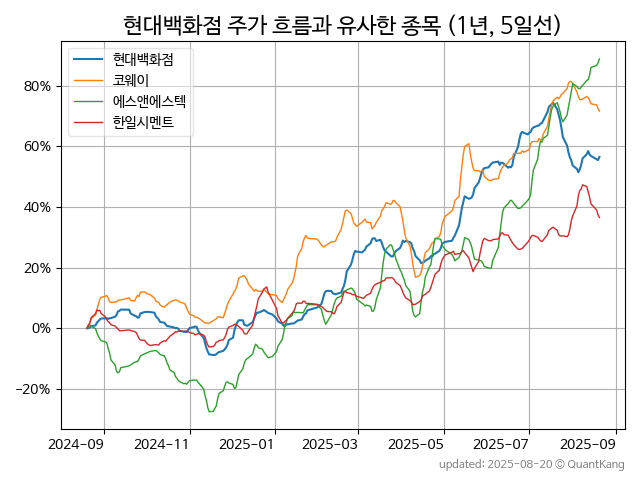 현대백화점 주가 흐름과 유사한 종목 (1년, 5일선)
현대백화점
코웨이
에스앤에스텍
한일시멘트
80%
60%
40%
20%
0%
−20%
2024-09 2024-11 2025-01 2025-03 2025-05 2025-07 2025-09
updated: 2025-08-20 © QuantKang